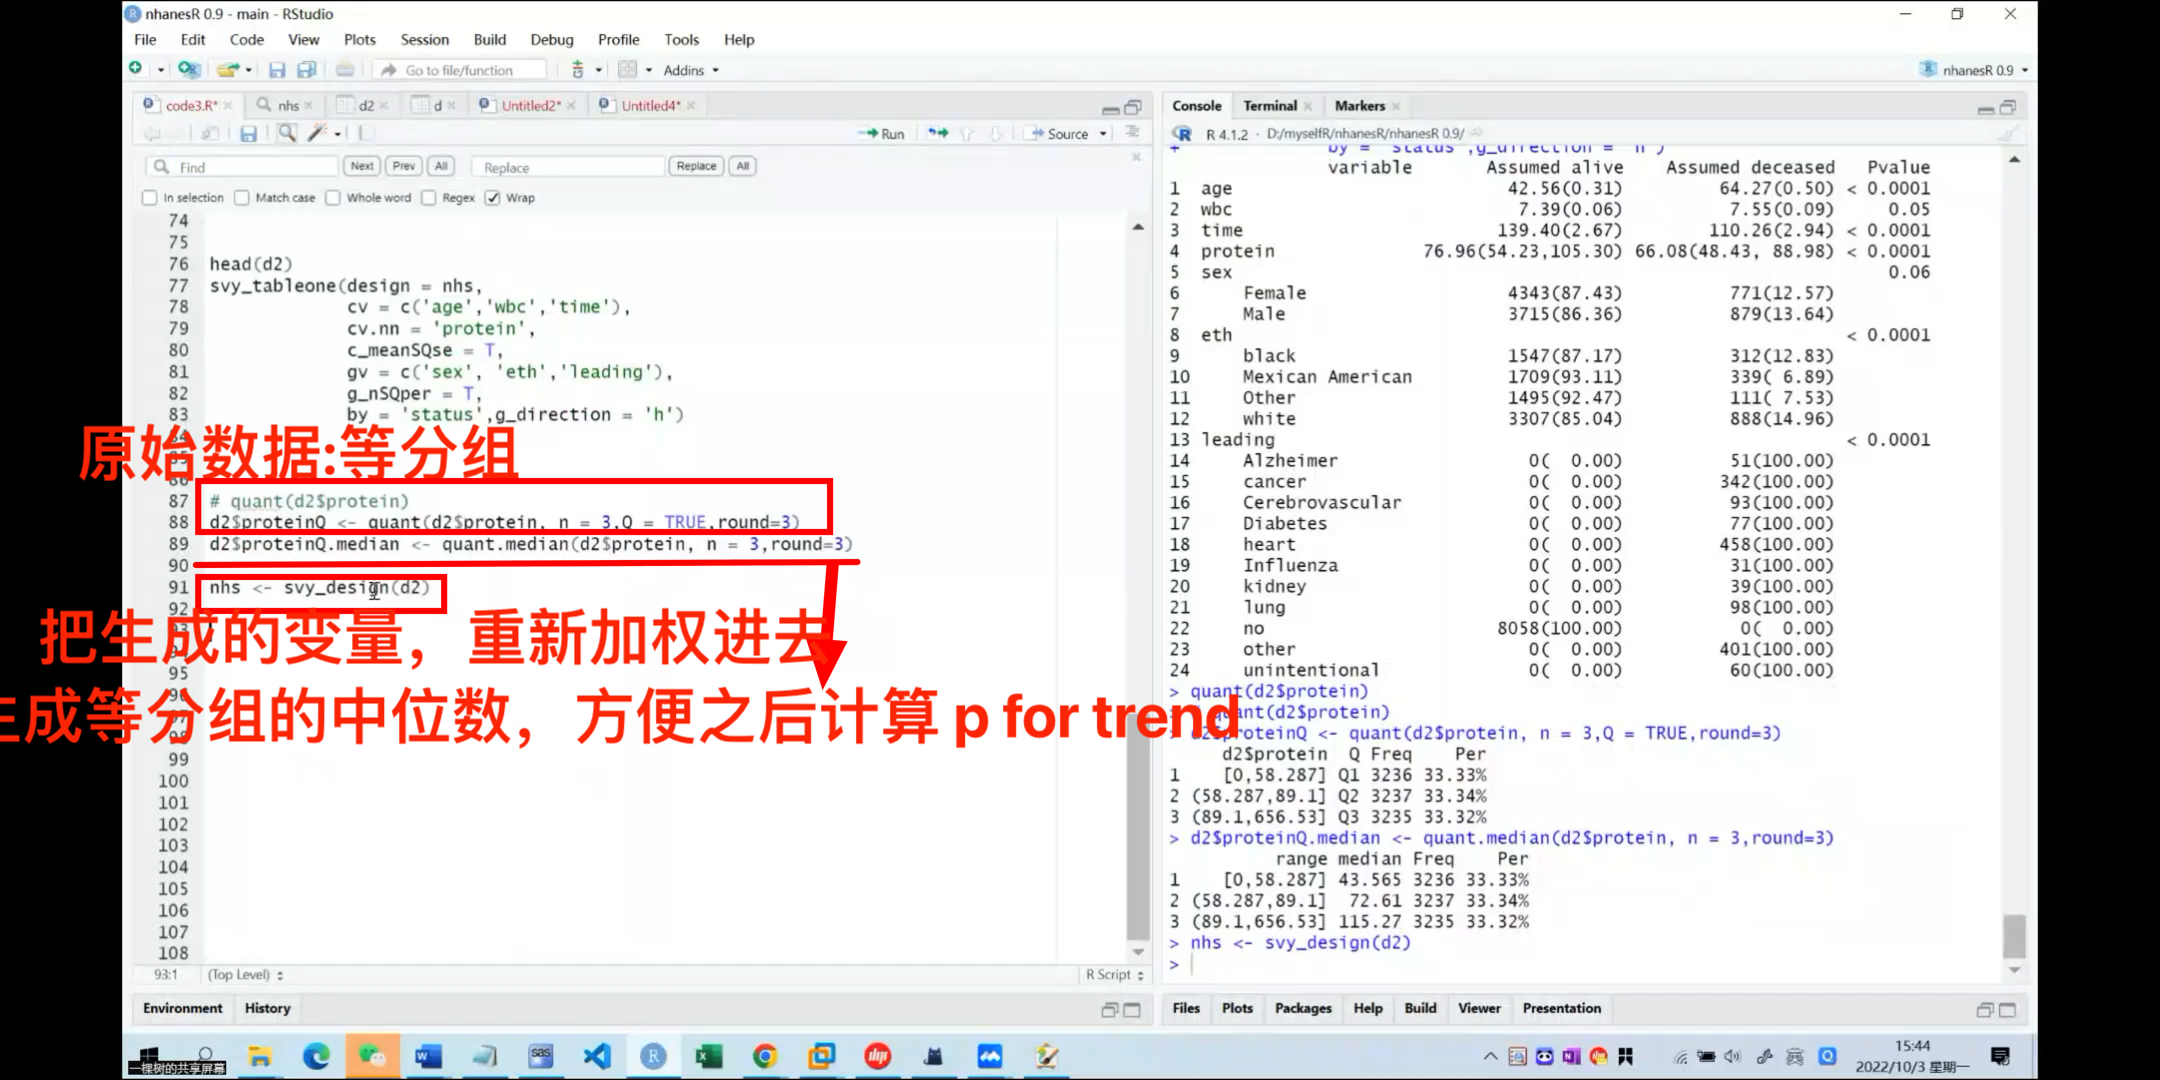 nhanesR 0.9 - main - RStudio
File Edit Code View Plots Session Build Debug Profile Tools Help
Go to file/function Addins nhanesR 0.9
code3.R* nhs d2 d Untitled2* Untitled4*
Run Source
Find Next Prev All Replace Replace All
In selection Match case Whole word Regex Wrap
74
75
76 head(d2)
77 svy_tableone(design = nhs,
78 cv = c('age','wbc','time'),
79 cv.nn = 'protein',
80 c_meanSQse = T,
81 gv = c('sex', 'eth','leading'),
82 g_nSQper = T,
83 by = 'status',g_direction = 'h')
原始数据:等分组
86
87 # quant(d2$protein)
88 d2$proteinQ <- quant(d2$protein, n = 3,Q = TRUE,round=3)
89 d2$proteinQ.median <- quant.median(d2$protein, n = 3,round=3)
90
91 nhs <- svy_design(d2)
92
把生成的变量，重新加权进去
95
生成等分组的中位数，方便之后计算 p for trend
99
100
101
102
103
104
105
106
107
108
93:1 (Top Level) R Script
Environment History
Console Terminal Markers
R 4.1.2 · D:/myselfR/nhanesR/nhanesR 0.9/
+ by = 'status',g_direction = 'h')
variable Assumed alive Assumed deceased Pvalue
1 age 42.56(0.31) 64.27(0.50) < 0.0001
2 wbc 7.39(0.06) 7.55(0.09) 0.05
3 time 139.40(2.67) 110.26(2.94) < 0.0001
4 protein 76.96(54.23,105.30) 66.08(48.43, 88.98) < 0.0001
5 sex 0.06
6 Female 4343(87.43) 771(12.57)
7 Male 3715(86.36) 879(13.64)
8 eth < 0.0001
9 black 1547(87.17) 312(12.83)
10 Mexican American 1709(93.11) 339( 6.89)
11 Other 1495(92.47) 111( 7.53)
12 white 3307(85.04) 888(14.96)
13 leading < 0.0001
14 Alzheimer 0( 0.00) 51(100.00)
15 cancer 0( 0.00) 342(100.00)
16 Cerebrovascular 0( 0.00) 93(100.00)
17 Diabetes 0( 0.00) 77(100.00)
18 heart 0( 0.00) 458(100.00)
19 Influenza 0( 0.00) 31(100.00)
20 kidney 0( 0.00) 39(100.00)
21 lung 0( 0.00) 98(100.00)
22 no 8058(100.00) 0( 0.00)
23 other 0( 0.00) 401(100.00)
24 unintentional 0( 0.00) 60(100.00)
> quant(d2$protein)
quant(d2$protein)
> d2$proteinQ <- quant(d2$protein, n = 3,Q = TRUE,round=3)
d2$protein Q Freq Per
1 [0,58.287] Q1 3236 33.33%
2 (58.287,89.1] Q2 3237 33.34%
3 (89.1,656.53] Q3 3235 33.32%
> d2$proteinQ.median <- quant.median(d2$protein, n = 3,round=3)
range median Freq Per
1 [0,58.287] 43.565 3236 33.33%
2 (58.287,89.1] 72.61 3237 33.34%
3 (89.1,656.53] 115.27 3235 33.32%
> nhs <- svy_design(d2)
>
Files Plots Packages Help Build Viewer Presentation
一棵树的共享屏幕
15:44
2022/10/3 星期一